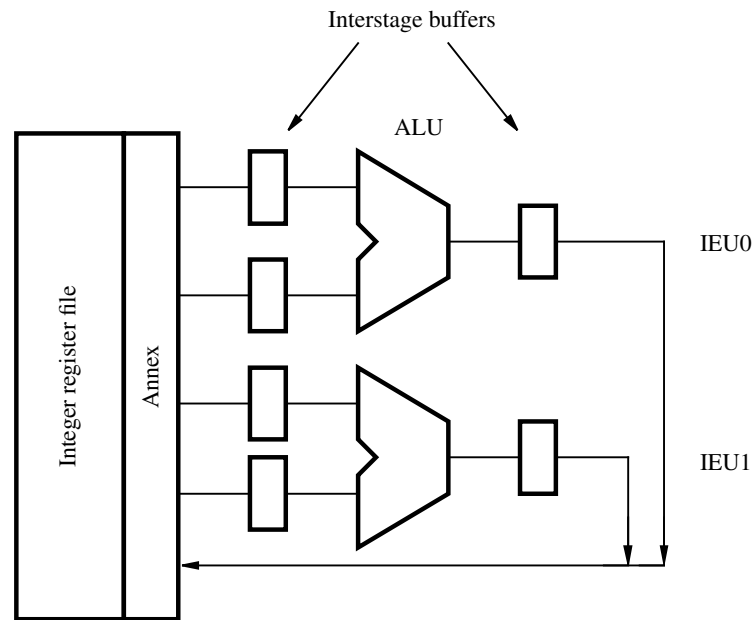 Interstage buffers
ALU
IEU0
Integer register file
Annex
IEU1